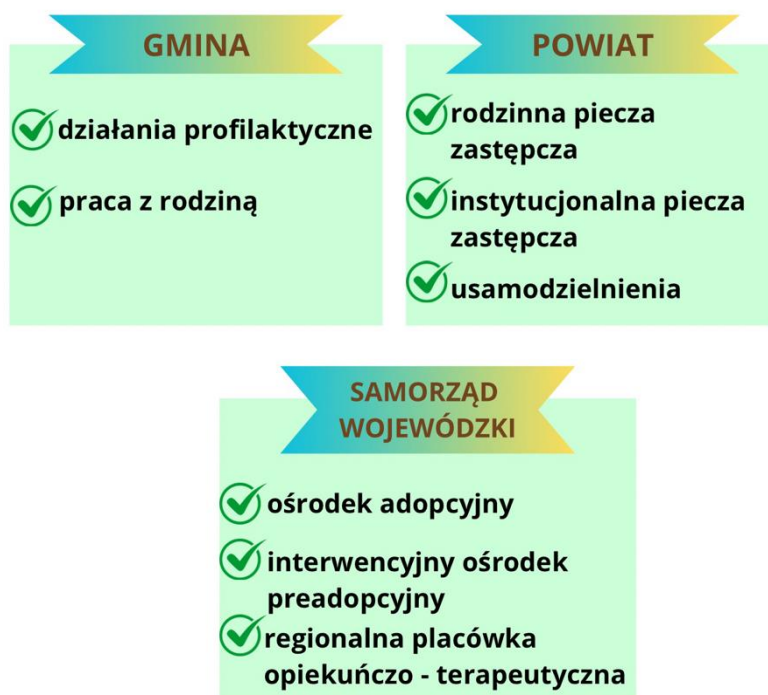 GMINA
działania profilaktyczne
praca z rodziną
POWIAT
rodzinna piecza
zastępcza
instytucjonalna piecza
zastępcza
usamodzielnienia
SAMORZĄD
WOJEWÓDZKI
ośrodek adopcyjny
interwencyjny ośrodek
preadopcyjny
regionalna placówka
opiekuńczo - terapeutyczna